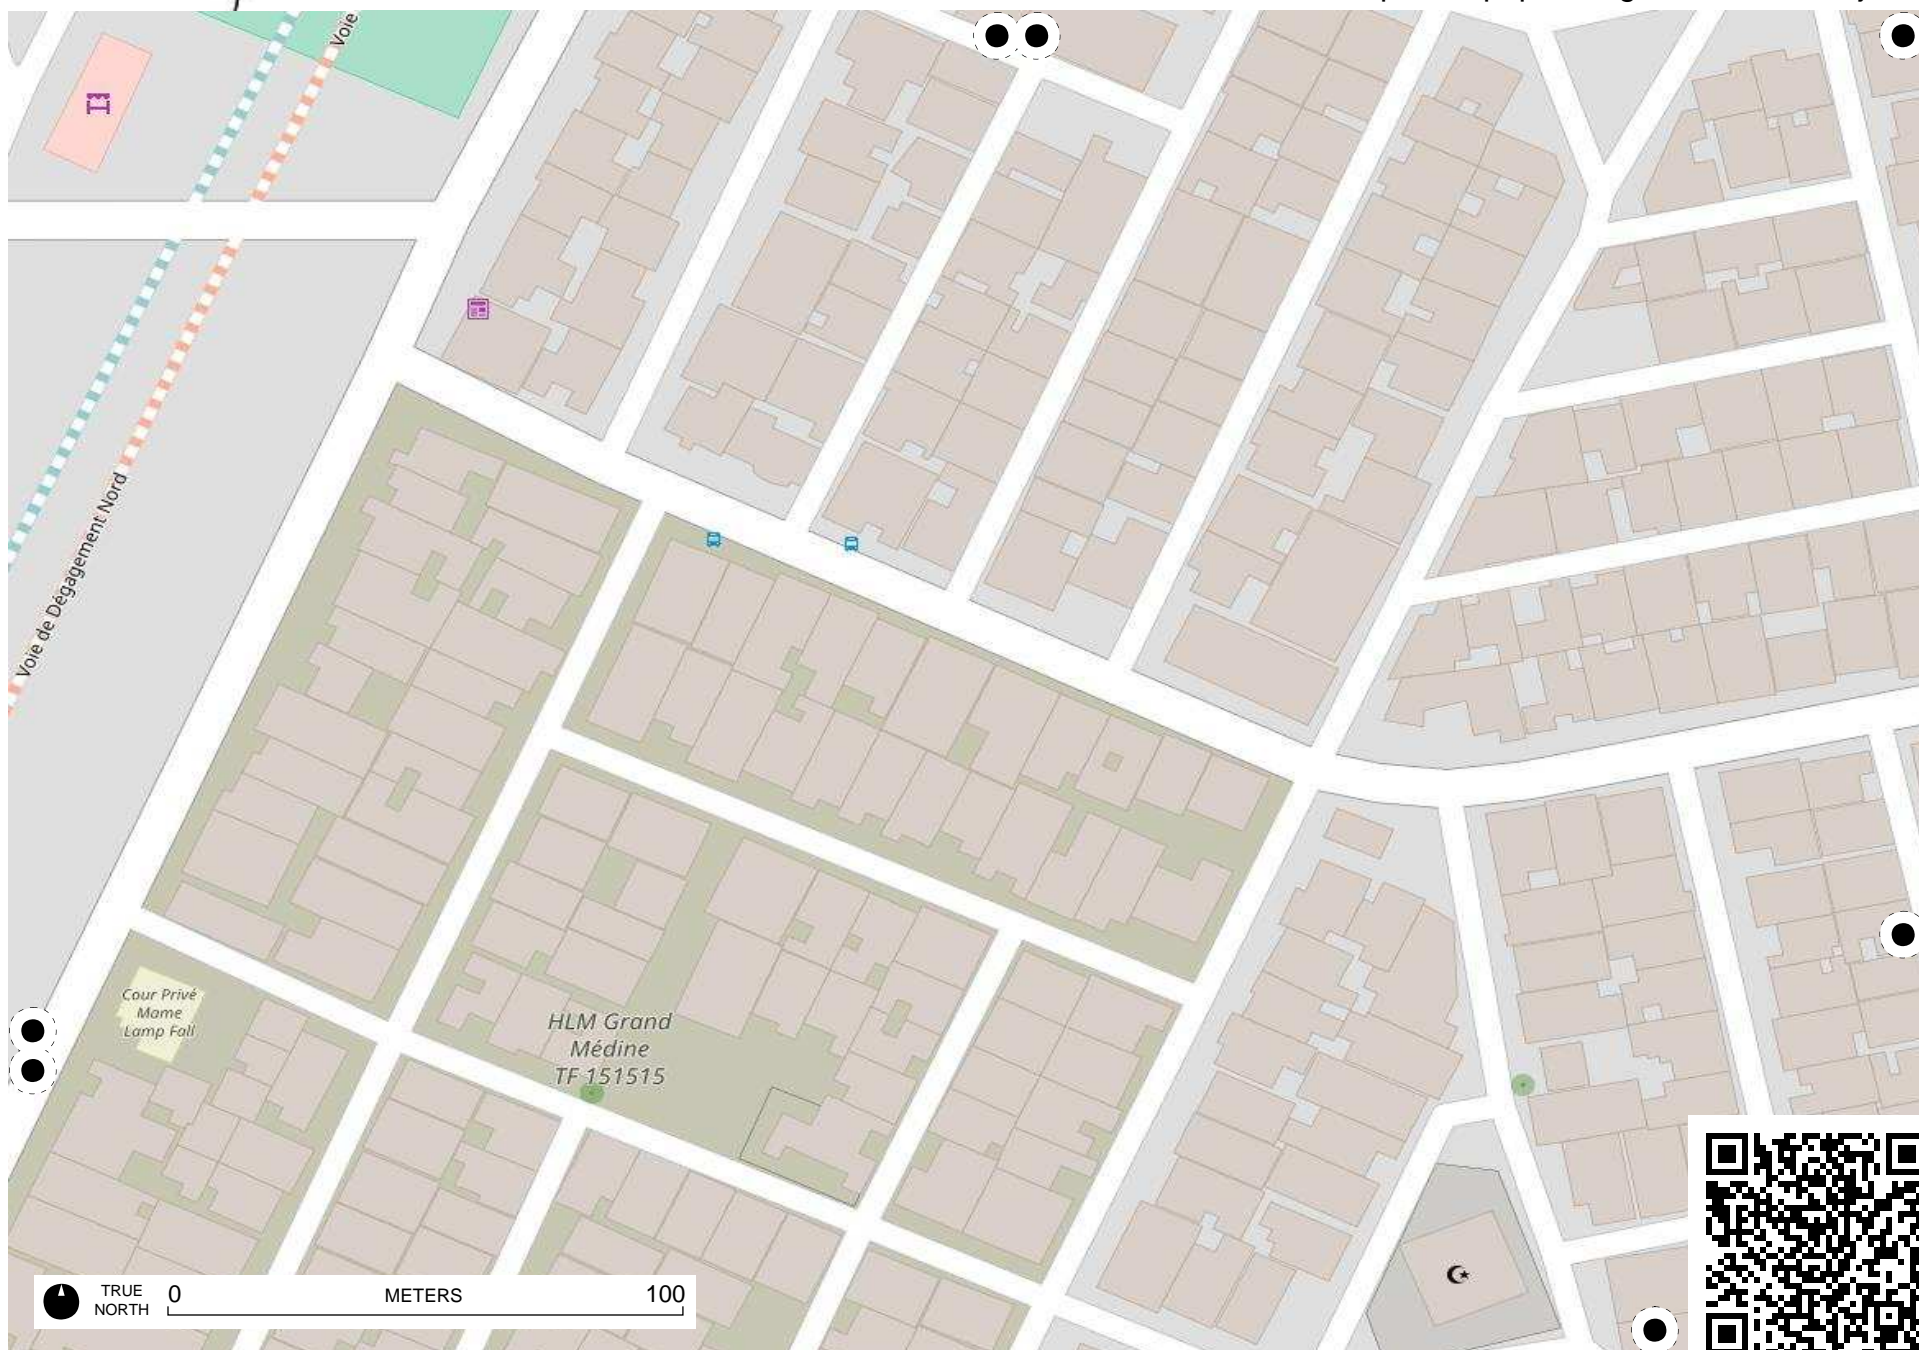 Voie
Voie de Dégagement Nord
Cour Privé
Mame
Lamp Fall
HLM Grand
Médine
TF 151515
TRUE
NORTH
0
METERS
100